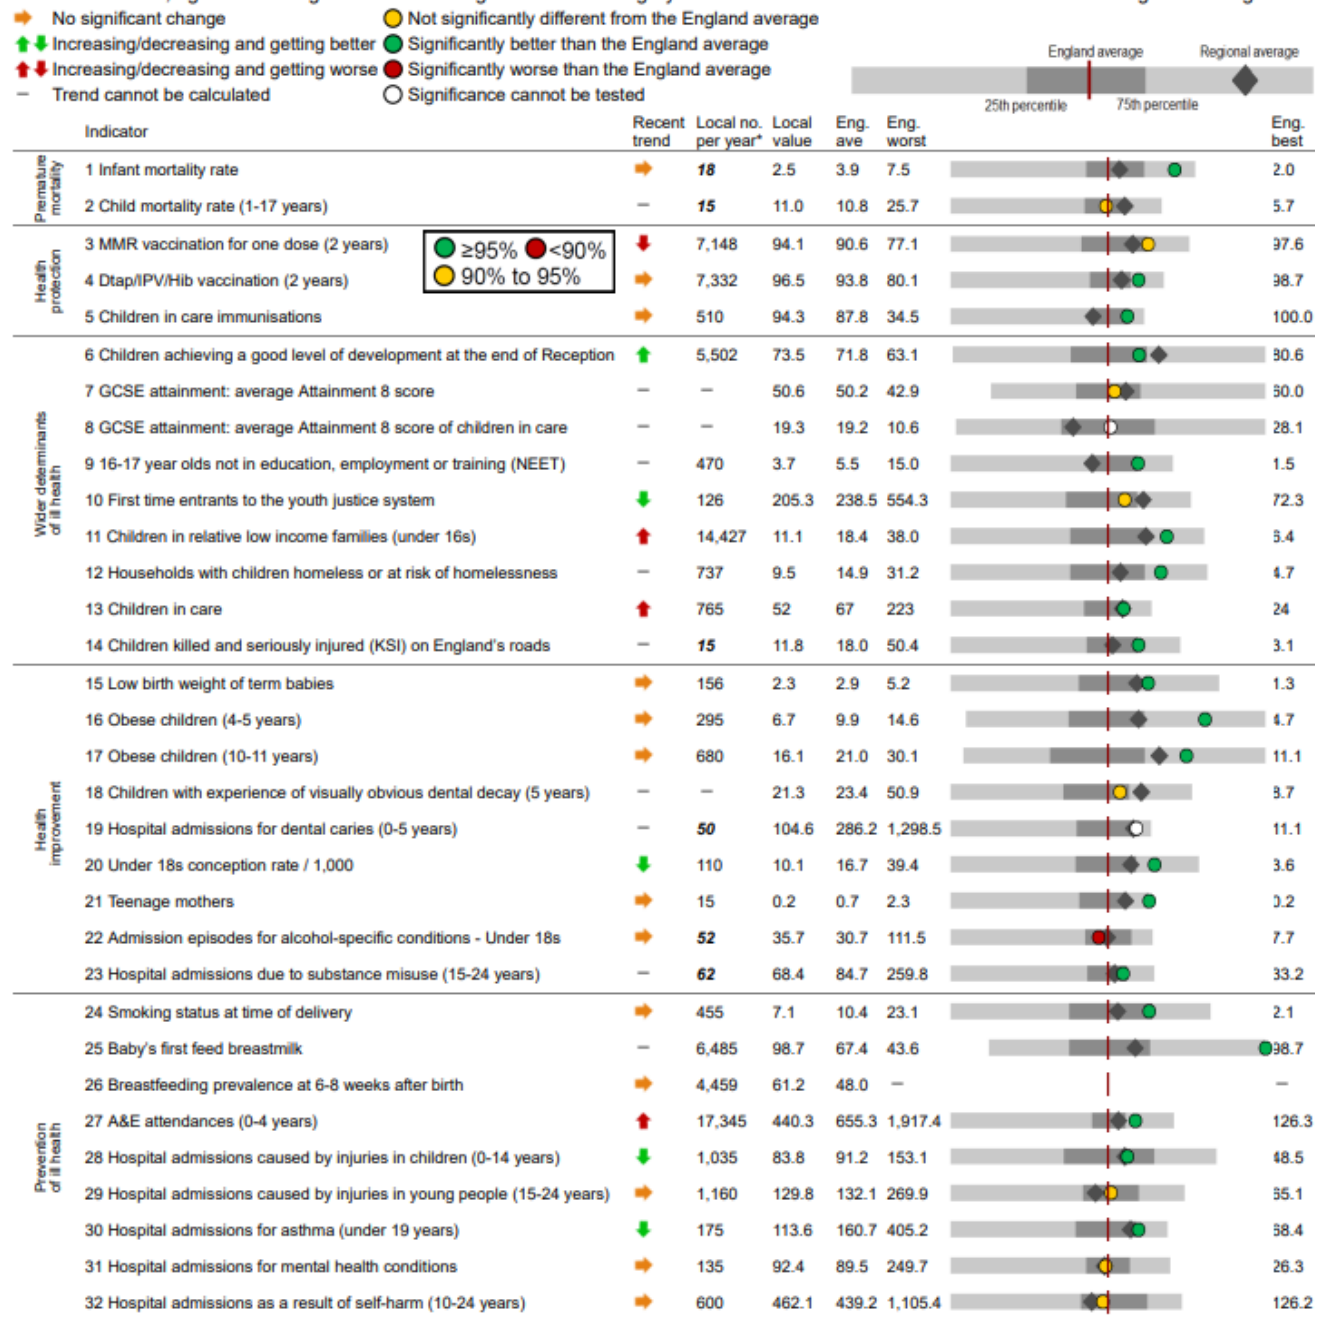 No significant change Not significantly different from the England average
Increasing/decreasing and getting better Significantly better than the England average
Increasing/decreasing and getting worse Significantly worse than the England average
– Trend cannot be calculated Significance cannot be tested
England average Regional average
25th percentile 75th percentile
Indicator Recent trend Local no. per year* Local value Eng. ave Eng. worst Eng. best
Premature mortality
1 Infant mortality rate 18 2.5 3.9 7.5 2.0
2 Child mortality rate (1-17 years) – 15 11.0 10.8 25.7 5.7
Health protection
3 MMR vaccination for one dose (2 years) 7,148 94.1 90.6 77.1 97.6
≥95% <90%
90% to 95%
4 Dtap/IPV/Hib vaccination (2 years) 7,332 96.5 93.8 80.1 98.7
5 Children in care immunisations 510 94.3 87.8 34.5 100.0
Wider determinants of ill health
6 Children achieving a good level of development at the end of Reception 5,502 73.5 71.8 63.1 80.6
7 GCSE attainment: average Attainment 8 score – – 50.6 50.2 42.9 60.0
8 GCSE attainment: average Attainment 8 score of children in care – – 19.3 19.2 10.6 28.1
9 16-17 year olds not in education, employment or training (NEET) – 470 3.7 5.5 15.0 1.5
10 First time entrants to the youth justice system 126 205.3 238.5 554.3 72.3
11 Children in relative low income families (under 16s) 14,427 11.1 18.4 38.0 6.4
12 Households with children homeless or at risk of homelessness – 737 9.5 14.9 31.2 4.7
13 Children in care 765 52 67 223 24
14 Children killed and seriously injured (KSI) on England's roads – 15 11.8 18.0 50.4 3.1
Health improvement
15 Low birth weight of term babies 156 2.3 2.9 5.2 1.3
16 Obese children (4-5 years) 295 6.7 9.9 14.6 4.7
17 Obese children (10-11 years) 680 16.1 21.0 30.1 11.1
18 Children with experience of visually obvious dental decay (5 years) – – 21.3 23.4 50.9 8.7
19 Hospital admissions for dental caries (0-5 years) – 50 104.6 286.2 1,298.5 11.1
20 Under 18s conception rate / 1,000 110 10.1 16.7 39.4 3.6
21 Teenage mothers 15 0.2 0.7 2.3 0.2
22 Admission episodes for alcohol-specific conditions - Under 18s 52 35.7 30.7 111.5 7.7
23 Hospital admissions due to substance misuse (15-24 years) – 62 68.4 84.7 259.8 33.2
Prevention of ill health
24 Smoking status at time of delivery 455 7.1 10.4 23.1 2.1
25 Baby's first feed breastmilk – 6,485 98.7 67.4 43.6 98.7
26 Breastfeeding prevalence at 6-8 weeks after birth 4,459 61.2 48.0 – –
27 A&E attendances (0-4 years) 17,345 440.3 655.3 1,917.4 126.3
28 Hospital admissions caused by injuries in children (0-14 years) 1,035 83.8 91.2 153.1 48.5
29 Hospital admissions caused by injuries in young people (15-24 years) 1,160 129.8 132.1 269.9 65.1
30 Hospital admissions for asthma (under 19 years) 175 113.6 160.7 405.2 68.4
31 Hospital admissions for mental health conditions 135 92.4 89.5 249.7 26.3
32 Hospital admissions as a result of self-harm (10-24 years) 600 462.1 439.2 1,105.4 126.2